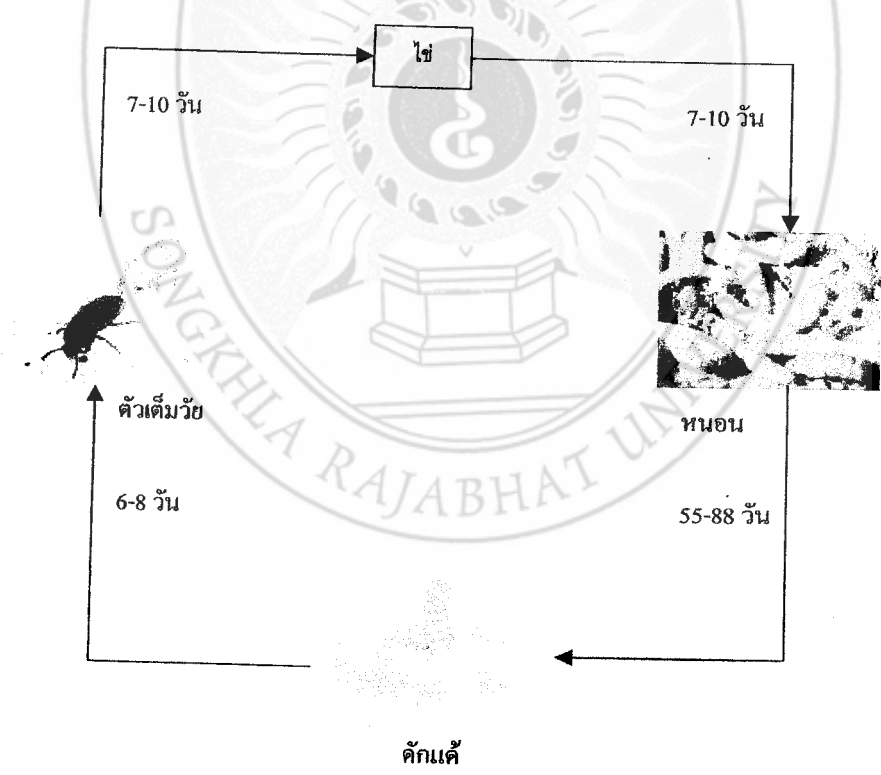 ไข่
7-10 วัน
7-10 วัน
ตัวเต็มวัย
หนอน
6-8 วัน
55-88 วัน
ดักแด้
SONGKHLA RAJABHAT UNIVERSITY